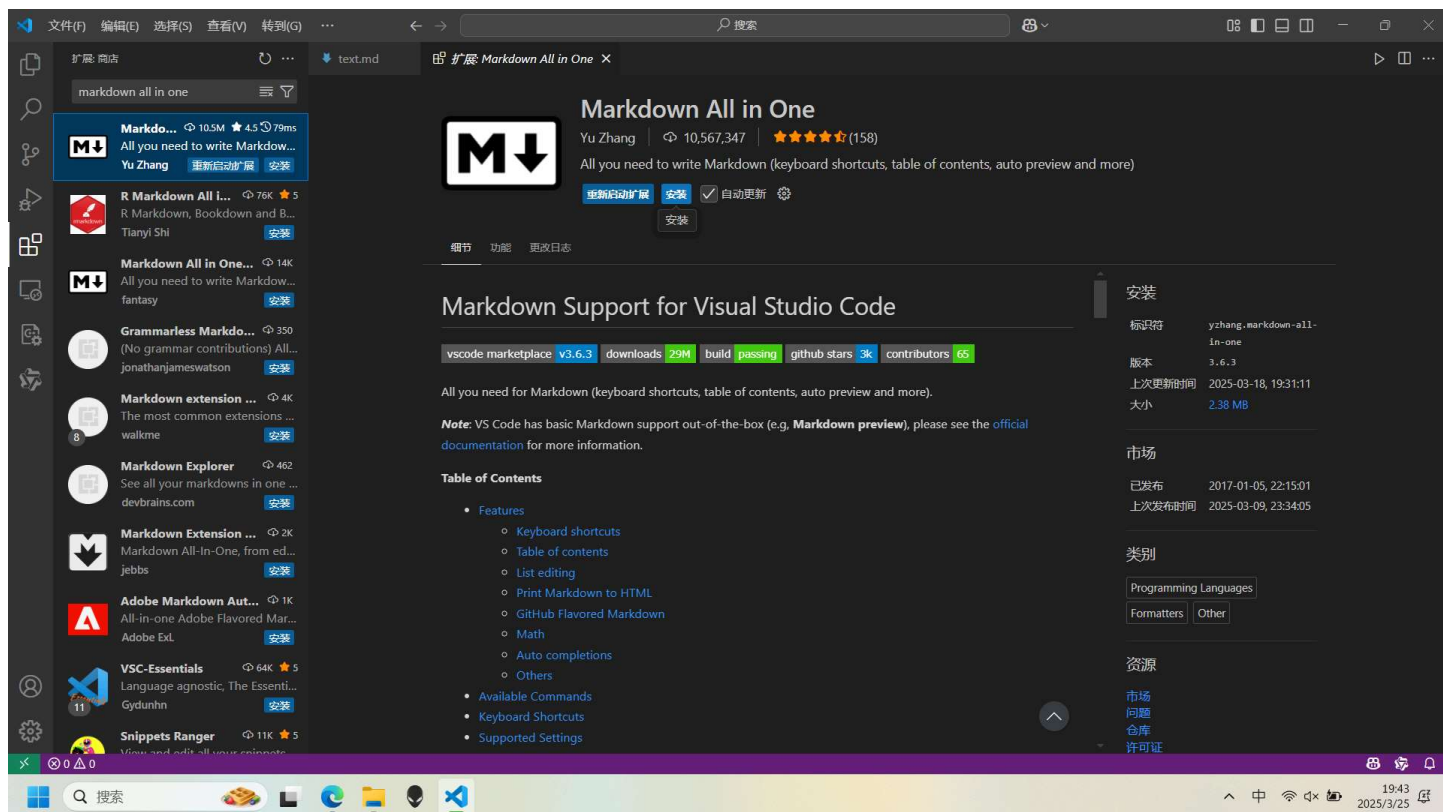 文件(F) 编辑(E) 选择(S) 查看(V) 转到(G) ··· 搜索
扩展: 商店
text.md
扩展: Markdown All in One
markdown all in one
Markdo... 10.5M 4.5 79ms
All you need to write Markdow...
Yu Zhang 重新启动扩展 安装
R Markdown All i... 76K 5
R Markdown, Bookdown and B...
Tianyi Shi 安装
Markdown All in One... 14K
All you need to write Markdow...
fantasy 安装
Grammarless Markdo... 350
(No grammar contributions) All...
jonathanjameswatson 安装
Markdown extension ... 4K
The most common extensions ...
8 walkme 安装
Markdown Explorer 462
See all your markdowns in one ...
devbrains.com 安装
Markdown Extension ... 2K
Markdown All-In-One, from ed...
jebbs 安装
Adobe Markdown Aut... 1K
All-in-one Adobe Flavored Mar...
Adobe ExL 安装
VSC-Essentials 64K 5
Language agnostic, The Essenti...
11 Gydunhn 安装
Snippets Ranger 11K 5
View and edit all your snippets
Markdown All in One
Yu Zhang 10,567,347 (158)
All you need to write Markdown (keyboard shortcuts, table of contents, auto preview and more)
重新启动扩展 安装 自动更新
安装
细节 功能 更改日志
Markdown Support for Visual Studio Code
vscode marketplace v3.6.3 downloads 29M build passing github stars 3k contributors 65
All you need for Markdown (keyboard shortcuts, table of contents, auto preview and more).
Note: VS Code has basic Markdown support out-of-the-box (e.g, Markdown preview), please see the official
documentation for more information.
Table of Contents
Features
Keyboard shortcuts
Table of contents
List editing
Print Markdown to HTML
GitHub Flavored Markdown
Math
Auto completions
Others
Available Commands
Keyboard Shortcuts
Supported Settings
安装
标识符 yzhang.markdown-all-
in-one
版本 3.6.3
上次更新时间 2025-03-18, 19:31:11
大小 2.38 MB
市场
已发布 2017-01-05, 22:15:01
上次发布时间 2025-03-09, 23:34:05
类别
Programming Languages
Formatters Other
资源
市场
问题
仓库
许可证
0 0
搜索
中 19:43
2025/3/25